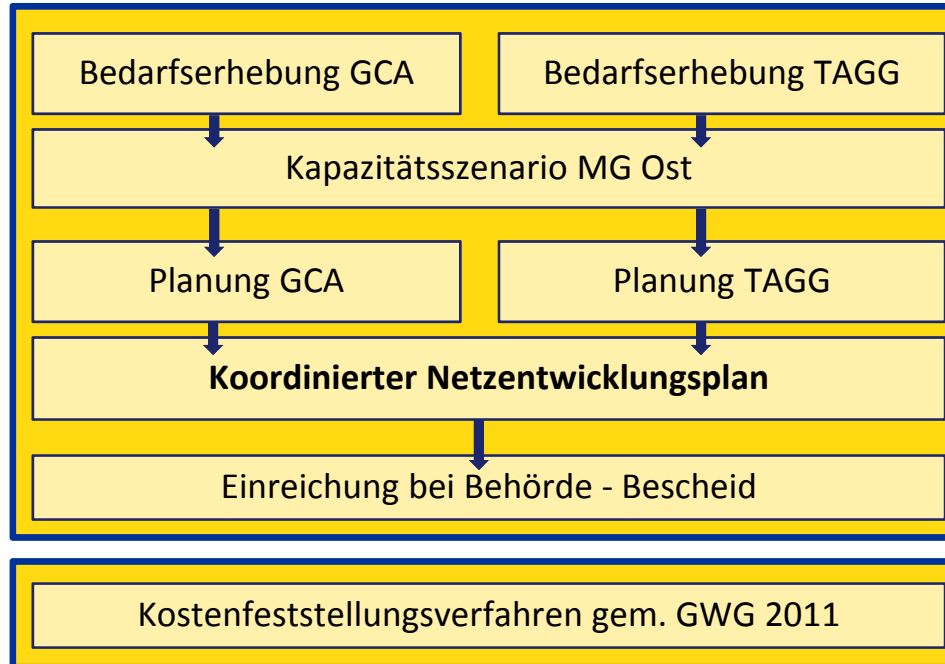 Bedarfserhebung GCA
Bedarfserhebung TAGG
Kapazitätsszenario MG Ost
Planung GCA
Planung TAGG
Koordinierter Netzentwicklungsplan
Einreichung bei Behörde - Bescheid
Kostenfeststellungsverfahren gem. GWG 2011